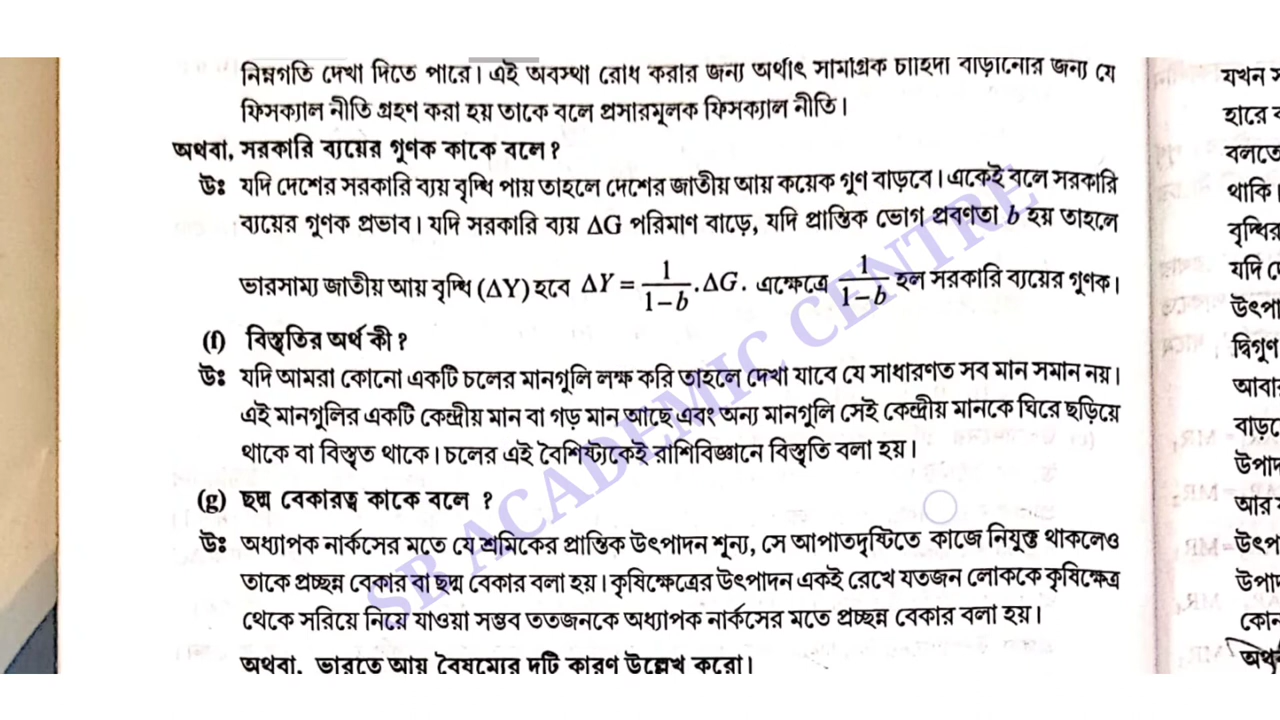 নিম্নগতি দেখা দিতে পারে। এই অবস্থা রোধ করার জন্য অর্থাৎ সামগ্রিক চাহিদা বাড়ানোর জন্য যে
যখন
ফিসক্যাল নীতি গ্রহণ করা হয় তাকে বলে প্রসারমূলক ফিসক্যাল নীতি।
হারে
অথবা, সরকারি ব্যয়ের গুণক কাকে বলে ?
বলতে
উঃ যদি দেশের সরকারি ব্যয় বৃদ্ধি পায় তাহলে দেশের জাতীয় আয় কয়েক গুণ বাড়বে। একেই বলে সরকারি
থাকি।
ব্যয়ের গুণক প্রভাব। যদি সরকারি ব্যয় ΔG পরিমাণ বাড়ে, যদি প্রান্তিক ভোগ প্রবণতা b হয় তাহলে
বৃদ্ধির
ভারসাম্য জাতীয় আয় বৃদ্ধি (ΔY) হবে ΔY = 1/(1–b) .ΔG. এক্ষেত্রে 1/(1–b) হল সরকারি ব্যয়ের গুণক।
যদি
উৎপা
(f) বিস্তৃতির অর্থ কী ?
দ্বিগুণ
উঃ যদি আমরা কোনো একটি চলের মানগুলি লক্ষ করি তাহলে দেখা যাবে যে সাধারণত সব মান সমান নয়।
আবার
এই মানগুলির একটি কেন্দ্রীয় মান বা গড় মান আছে এবং অন্য মানগুলি সেই কেন্দ্রীয় মানকে ঘিরে ছড়িয়ে
বাড়তে
থাকে বা বিস্তৃত থাকে। চলের এই বৈশিষ্ট্যকেই রাশিবিজ্ঞানে বিস্তৃতি বলা হয়।
উপাদ
(g) ছদ্ম বেকারত্ব কাকে বলে ?
আর
উঃ অধ্যাপক নার্কসের মতে যে শ্রমিকের প্রান্তিক উৎপাদন শূন্য, সে আপাতদৃষ্টিতে কাজে নিযুক্ত থাকলেও
উৎপ
তাকে প্রচ্ছন্ন বেকার বা ছদ্ম বেকার বলা হয়। কৃষিক্ষেত্রের উৎপাদন একই রেখে যতজন লোককে কৃষিক্ষেত্র
উপা
থেকে সরিয়ে নিয়ে যাওয়া সম্ভব ততজনকে অধ্যাপক নার্কসের মতে প্রচ্ছন্ন বেকার বলা হয়।
কোন
অথবা, ভারতে আয় বৈষম্যের দুটি কারণ উল্লেখ করো।
অথ
SR ACADEMIC CENTRE